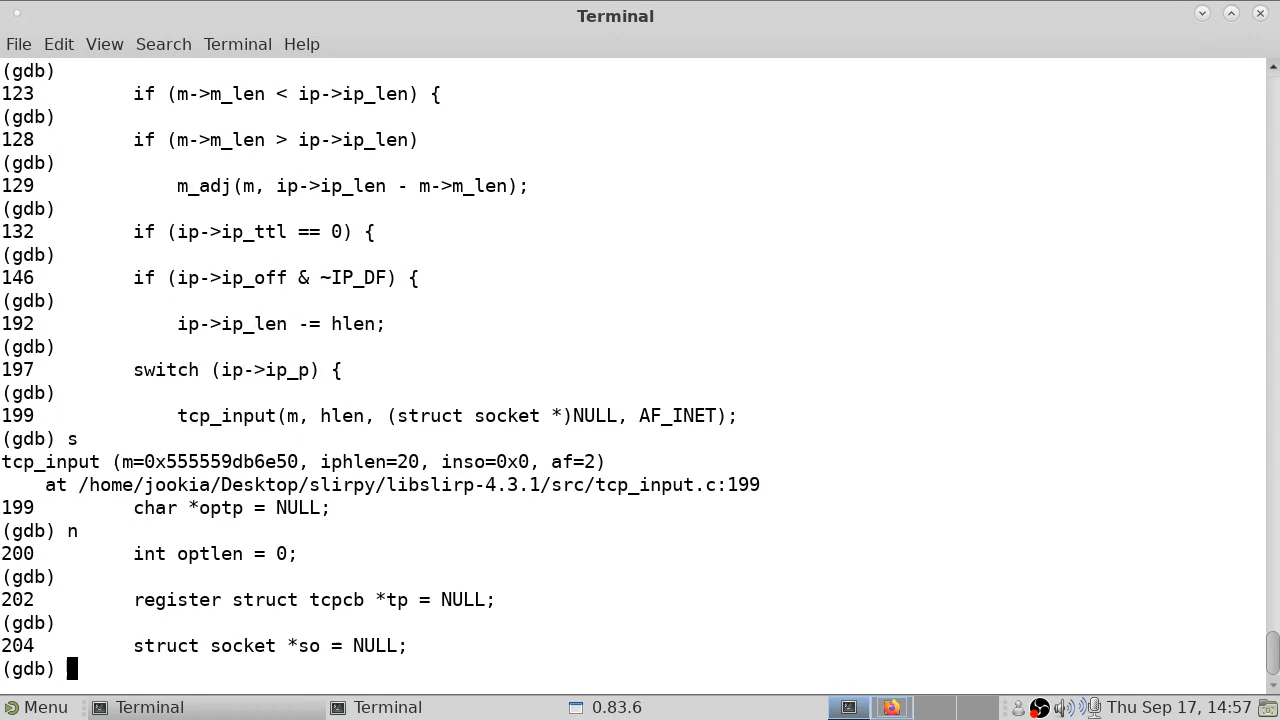 Terminal
File Edit View Search Terminal Help
(gdb)
123         if (m->m_len < ip->ip_len) {
(gdb)
128         if (m->m_len > ip->ip_len)
(gdb)
129             m_adj(m, ip->ip_len - m->m_len);
(gdb)
132         if (ip->ip_ttl == 0) {
(gdb)
146         if (ip->ip_off & ~IP_DF) {
(gdb)
192             ip->ip_len -= hlen;
(gdb)
197         switch (ip->ip_p) {
(gdb)
199             tcp_input(m, hlen, (struct socket *)NULL, AF_INET);
(gdb) s
tcp_input (m=0x555559db6e50, iphlen=20, inso=0x0, af=2)
    at /home/jookia/Desktop/slirpy/libslirp-4.3.1/src/tcp_input.c:199
199         char *optp = NULL;
(gdb) n
200         int optlen = 0;
(gdb)
202         register struct tcpcb *tp = NULL;
(gdb)
204         struct socket *so = NULL;
(gdb)
Menu Terminal Terminal 0.83.6 Thu Sep 17, 14:57